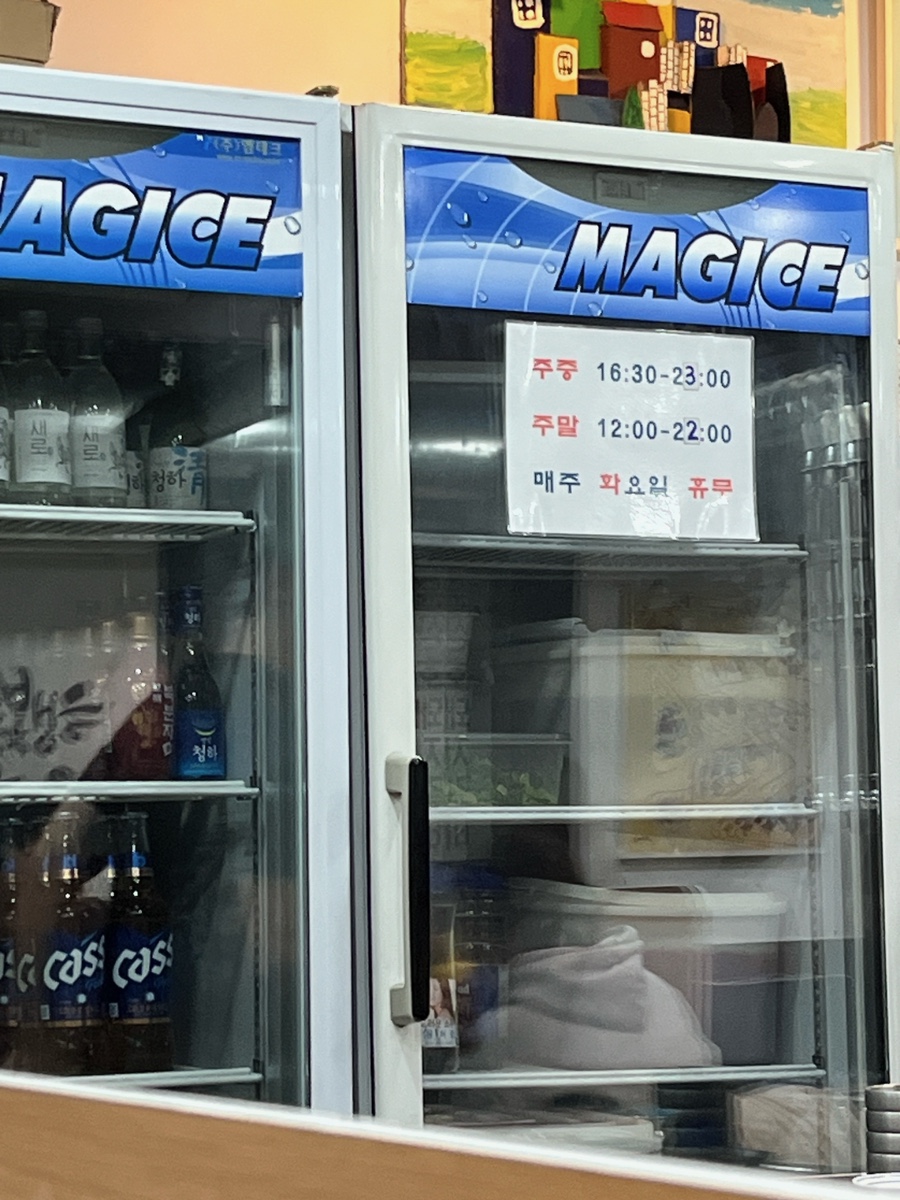 MAGICE
MAGICE
주중 16:30-23:00
주말 12:00-22:00
매주 화요일 휴무
새로
새로
청하
청하
cass
cass